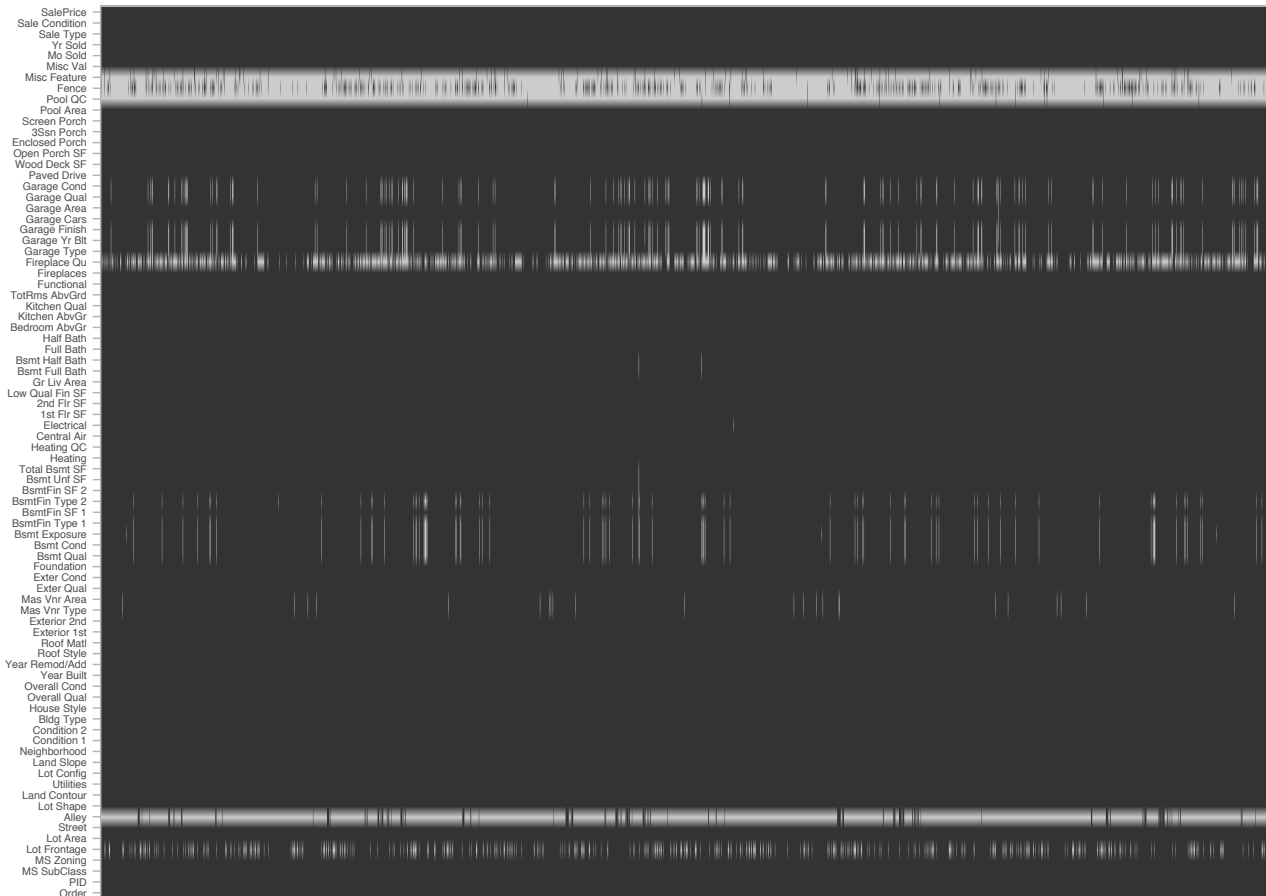 SalePrice
Sale Condition
Sale Type
Yr Sold
Mo Sold
Misc Val
Misc Feature
Fence
Pool QC
Pool Area
Screen Porch
3Ssn Porch
Enclosed Porch
Open Porch SF
Wood Deck SF
Paved Drive
Garage Cond
Garage Qual
Garage Area
Garage Cars
Garage Finish
Garage Yr Blt
Garage Type
Fireplace Qu
Fireplaces
Functional
TotRms AbvGrd
Kitchen Qual
Kitchen AbvGr
Bedroom AbvGr
Half Bath
Full Bath
Bsmt Half Bath
Bsmt Full Bath
Gr Liv Area
Low Qual Fin SF
2nd Flr SF
1st Flr SF
Electrical
Central Air
Heating QC
Heating
Total Bsmt SF
Bsmt Unf SF
BsmtFin SF 2
BsmtFin Type 2
BsmtFin SF 1
BsmtFin Type 1
Bsmt Exposure
Bsmt Cond
Bsmt Qual
Foundation
Exter Cond
Exter Qual
Mas Vnr Area
Mas Vnr Type
Exterior 2nd
Exterior 1st
Roof Matl
Roof Style
Year Remod/Add
Year Built
Overall Cond
Overall Qual
House Style
Bldg Type
Condition 2
Condition 1
Neighborhood
Land Slope
Lot Config
Utilities
Land Contour
Lot Shape
Alley
Street
Lot Area
Lot Frontage
MS Zoning
MS SubClass
PID
Order